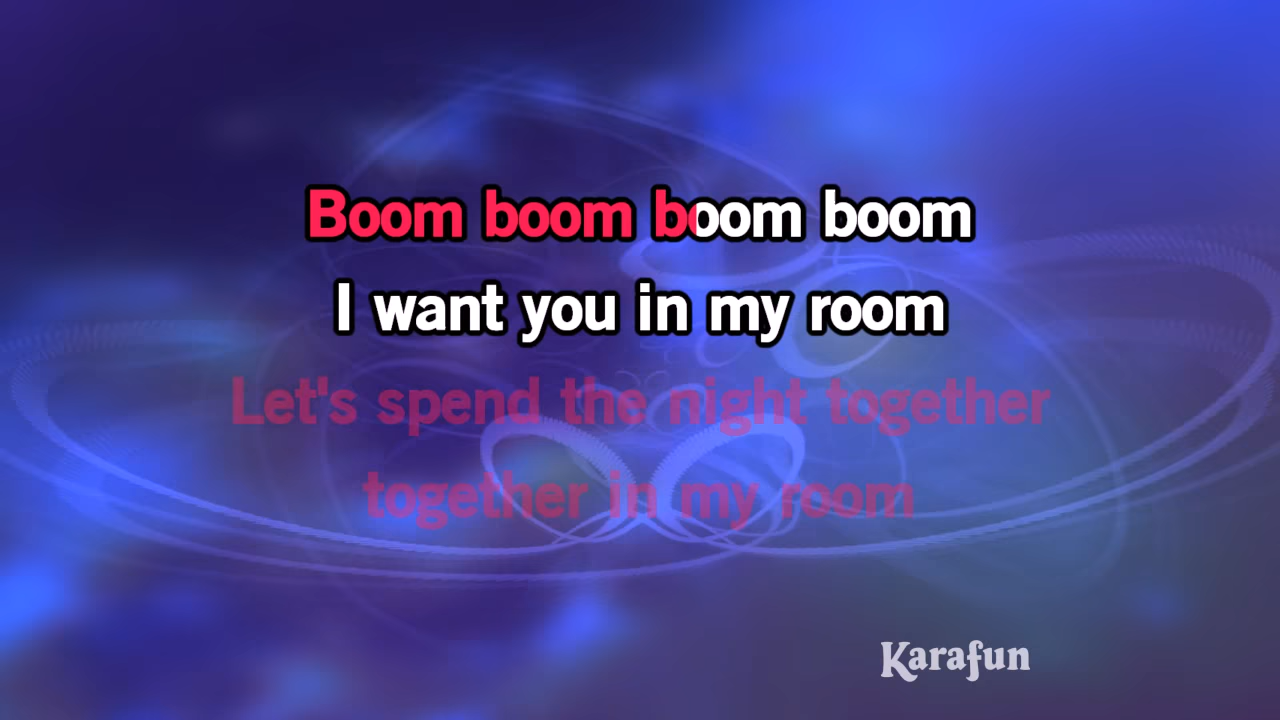 Boom boom boom boom
I want you in my room
Let's spend the night together
together in my room
Karafun